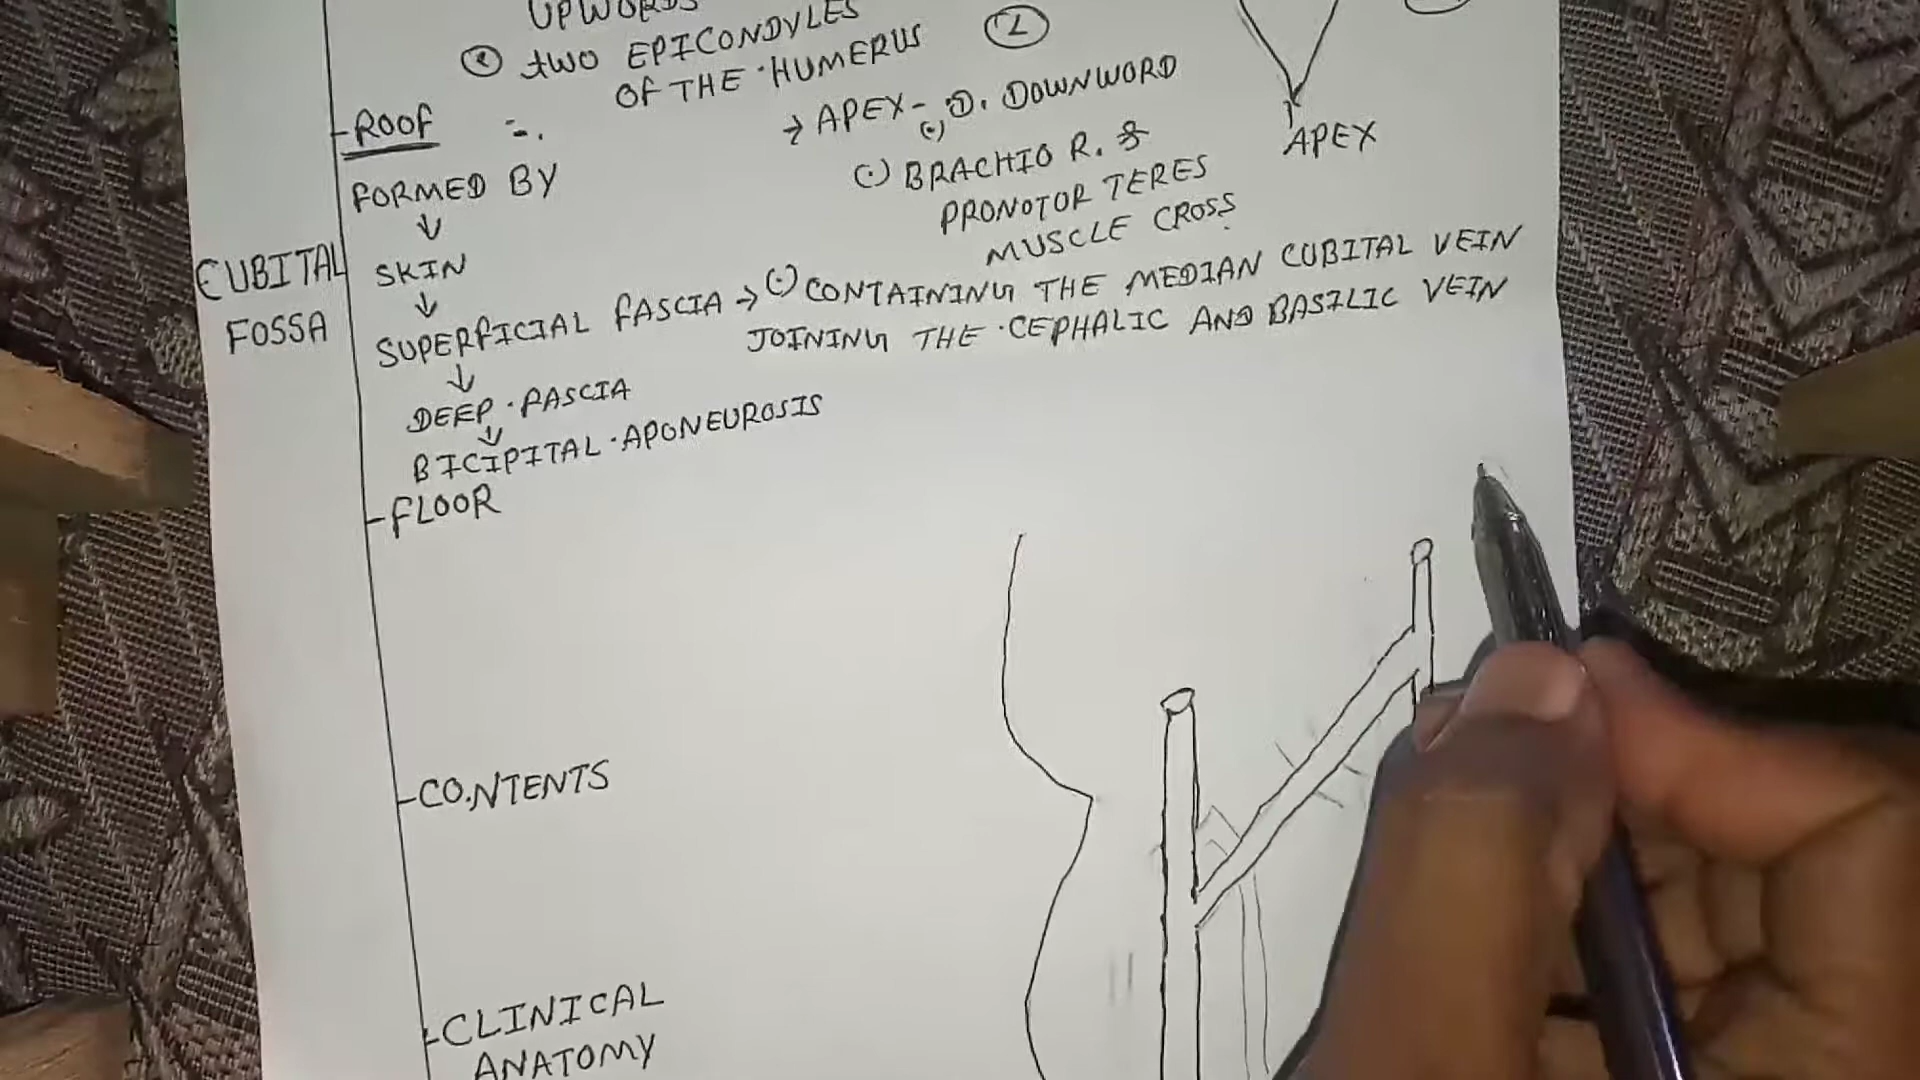 UPWORDS
② two EPICONDYLES
OF THE HUMERUS
2
-ROOF :-.
→ APEX- ①. DOWNWORD
APEX
FORMED BY
↓
(·) BRACHIO R. &
PRONOTOR TERES
MUSCLE CROSS
CUBITAL
FOSSA
SKIN
↓
SUPERFICIAL FASCIA → (·) CONTAINING THE MEDIAN CUBITAL VEIN
JOINING THE CEPHALIC AND BASILIC VEIN
↓
DEEP FASCIA
↓
BICIPITAL APONEUROSIS
-FLOOR
-CONTENTS
-CLINICAL
ANATOMY